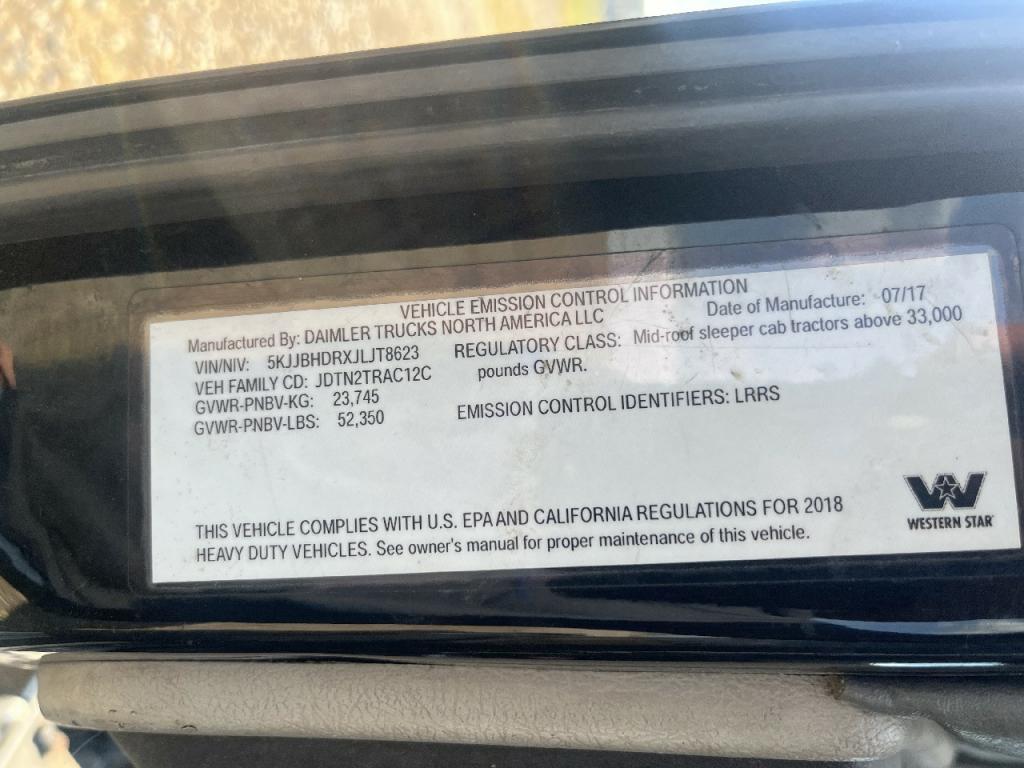 VEHICLE EMISSION CONTROL INFORMATION
Manufactured By: DAIMLER TRUCKS NORTH AMERICA LLC
Date of Manufacture: 07/17
VIN/NIV: 5KJJBHDRXJLJT8623
REGULATORY CLASS: Mid-roof sleeper cab tractors above 33,000
pounds GVWR.
VEH FAMILY CD: JDTN2TRAC12C
GVWR-PNBV-KG: 23,745
GVWR-PNBV-LBS: 52,350
EMISSION CONTROL IDENTIFIERS: LRRS
THIS VEHICLE COMPLIES WITH U.S. EPA AND CALIFORNIA REGULATIONS FOR 2018
HEAVY DUTY VEHICLES. See owner's manual for proper maintenance of this vehicle.
WESTERN STAR